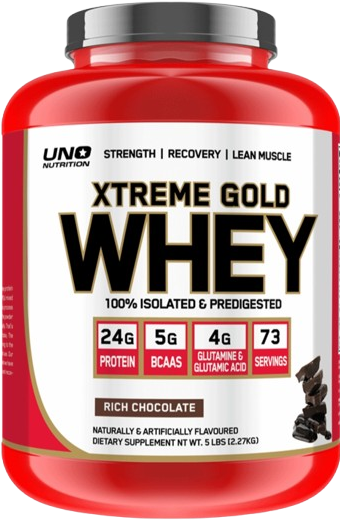 UNO
NUTRITION
STRENGTH | RECOVERY | LEAN MUSCLE
XTREME GOLD
WHEY
100% ISOLATED & PREDIGESTED
24G
PROTEIN
5G
BCAAS
4G
GLUTAMINE &
GLUTAMIC ACID
73
SERVINGS
RICH CHOCOLATE
NATURALLY & ARTIFICIALLY FLAVOURED
DIETARY SUPPLEMENT NT WT. 5 LBS (2.27KG)